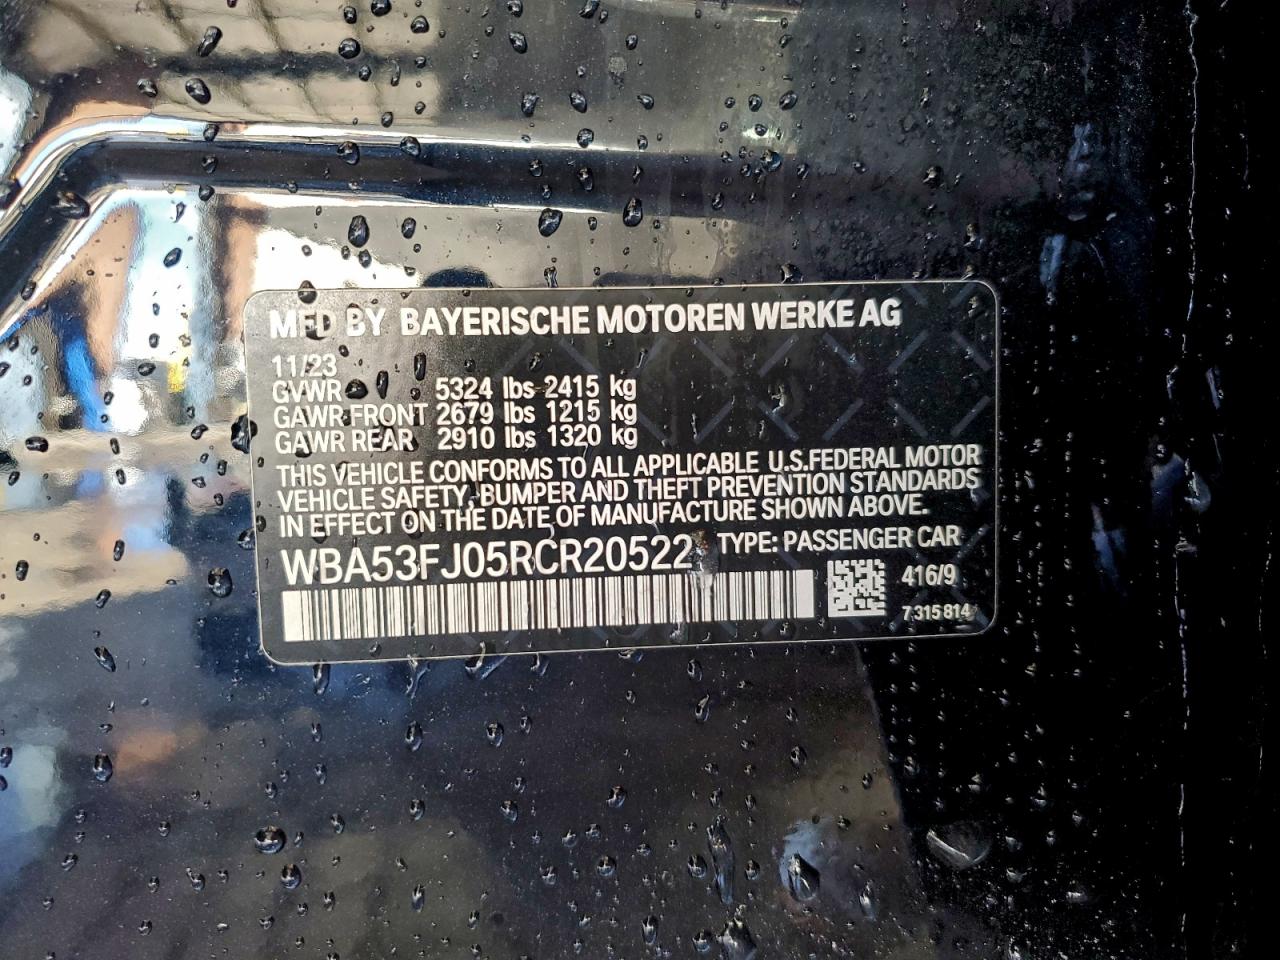 MFD BY BAYERISCHE MOTOREN WERKE AG
11/23
GVWR 5324 lbs 2415 kg
GAWR FRONT 2679 lbs 1215 kg
GAWR REAR 2910 lbs 1320 kg
THIS VEHICLE CONFORMS TO ALL APPLICABLE U.S.FEDERAL MOTOR
VEHICLE SAFETY, BUMPER AND THEFT PREVENTION STANDARDS
IN EFFECT ON THE DATE OF MANUFACTURE SHOWN ABOVE.
WBA53FJ05RCR20522 TYPE: PASSENGER CAR
416/9
7 315 814